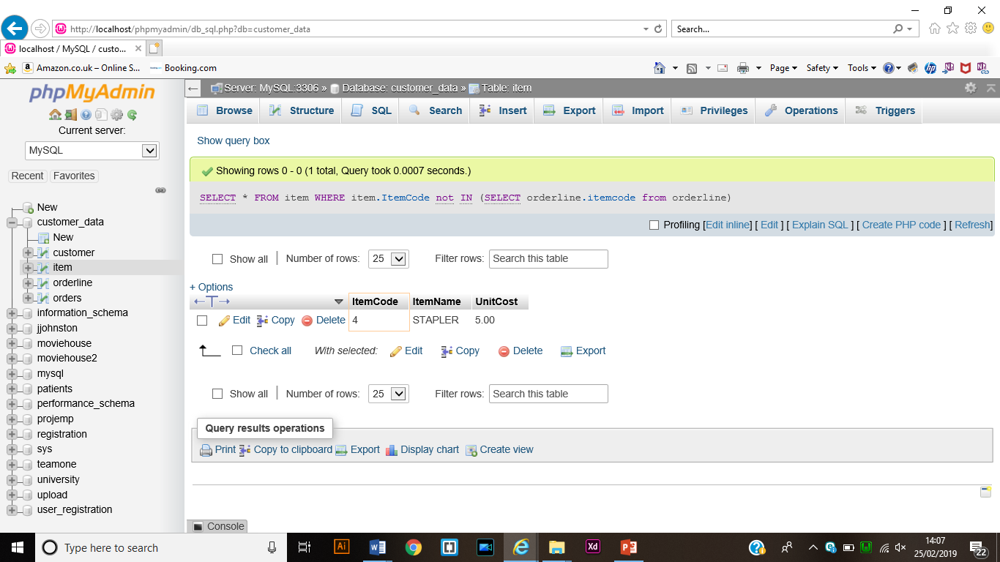 http://localhost/phpmyadmin/db_sql.php?db=customer_data
Search...
localhost / MySQL / custo...
Amazon.co.uk – Online S...
Booking.com
Page
Safety
Tools
phpMyAdmin
Current server:
MySQL
Recent
Favorites
New
customer_data
New
customer
item
orderline
orders
information_schema
jjohnston
moviehouse
moviehouse2
mysql
patients
performance_schema
projemp
registration
sys
teamone
university
upload
user_registration
Server: MySQL:3306 » Database: customer_data » Table: item
Browse Structure SQL Search Insert Export Import Privileges Operations Triggers
Show query box
Showing rows 0 - 0 (1 total, Query took 0.0007 seconds.)
SELECT * FROM item WHERE item.ItemCode not IN (SELECT orderline.itemcode from orderline)
Profiling [Edit inline] [ Edit ] [ Explain SQL ] [ Create PHP code ] [ Refresh]
Show all | Number of rows: 25 Filter rows: Search this table
+ Options
ItemCode ItemName UnitCost
Edit Copy Delete 4 STAPLER 5.00
Check all With selected: Edit Copy Delete Export
Show all | Number of rows: 25 Filter rows: Search this table
Query results operations
Print Copy to clipboard Export Display chart Create view
Console
Type here to search
Ai
Xd
14:07
25/02/2019
22